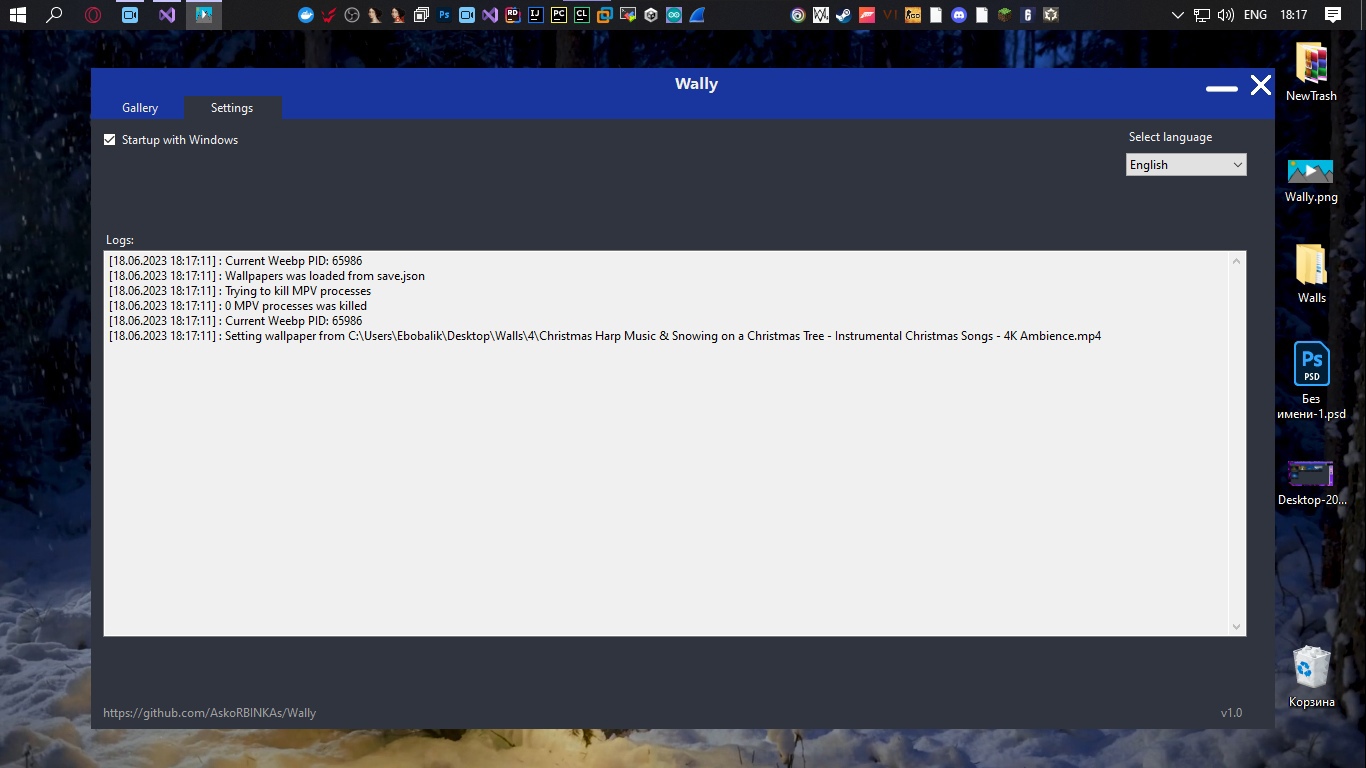 ENG 18:17
Wally
Gallery Settings
Startup with Windows
Select language
English
Logs:
[18.06.2023 18:17:11] : Current Weebp PID: 65986
[18.06.2023 18:17:11] : Wallpapers was loaded from save.json
[18.06.2023 18:17:11] : Trying to kill MPV processes
[18.06.2023 18:17:11] : 0 MPV processes was killed
[18.06.2023 18:17:11] : Current Weebp PID: 65986
[18.06.2023 18:17:11] : Setting wallpaper from C:\Users\Ebobalik\Desktop\Walls\4\Christmas Harp Music & Snowing on a Christmas Tree - Instrumental Christmas Songs - 4K Ambience.mp4
https://github.com/AskoRBINKAs/Wally
v1.0
NewTrash
Wally.png
Walls
Ps
PSD
Без
имени-1.psd
Desktop-20...
Корзина